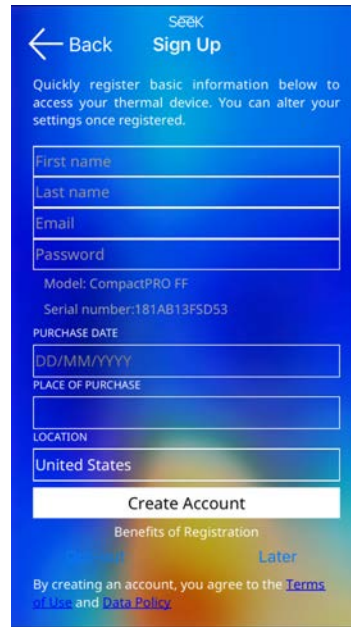 Seek
Back Sign Up
Quickly register basic information below to
access your thermal device. You can alter your
settings once registered.
First name
Last name
Email
Password
Model: CompactPRO FF
Serial number:181AB13FSD53
PURCHASE DATE
DD/MM/YYYY
PLACE OF PURCHASE
LOCATION
United States
Create Account
Benefits of Registration
Later
By creating an account, you agree to the Terms
of Use and Data Policy